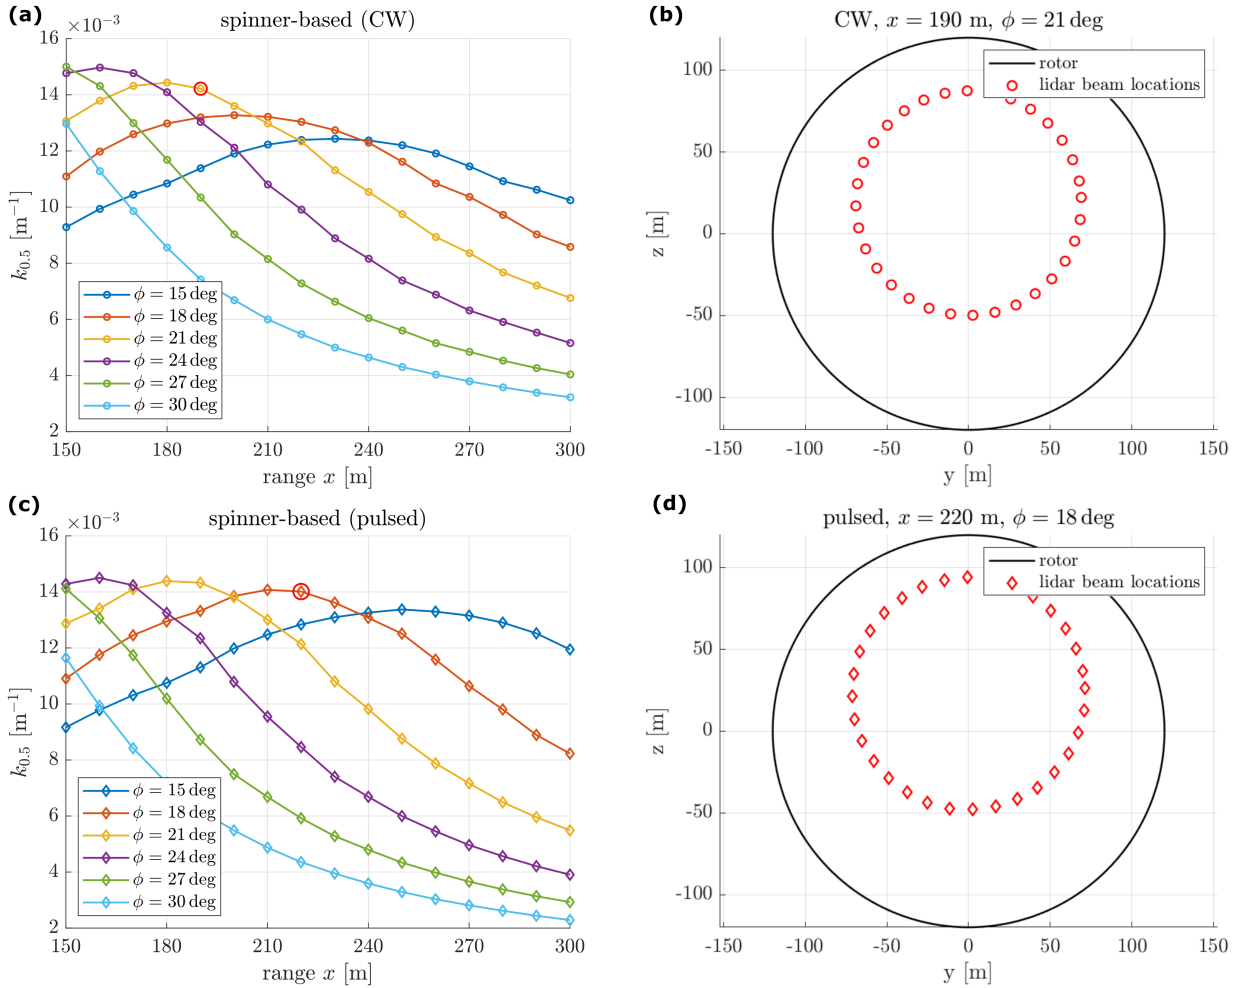 (a)
spinner-based (CW)
×10⁻³
16
14
12
10
8
6
4
2
k₀.₅ [m⁻¹]
ϕ = 15 deg
ϕ = 18 deg
ϕ = 21 deg
ϕ = 24 deg
ϕ = 27 deg
ϕ = 30 deg
150 180 210 240 270 300
range x [m]
(b)
CW, x = 190 m, ϕ = 21 deg
rotor
lidar beam locations
100
50
0
-50
-100
z [m]
-150 -100 -50 0 50 100 150
y [m]
(c)
spinner-based (pulsed)
×10⁻³
16
14
12
10
8
6
4
2
k₀.₅ [m⁻¹]
ϕ = 15 deg
ϕ = 18 deg
ϕ = 21 deg
ϕ = 24 deg
ϕ = 27 deg
ϕ = 30 deg
150 180 210 240 270 300
range x [m]
(d)
pulsed, x = 220 m, ϕ = 18 deg
rotor
lidar beam locations
100
50
0
-50
-100
z [m]
-150 -100 -50 0 50 100 150
y [m]